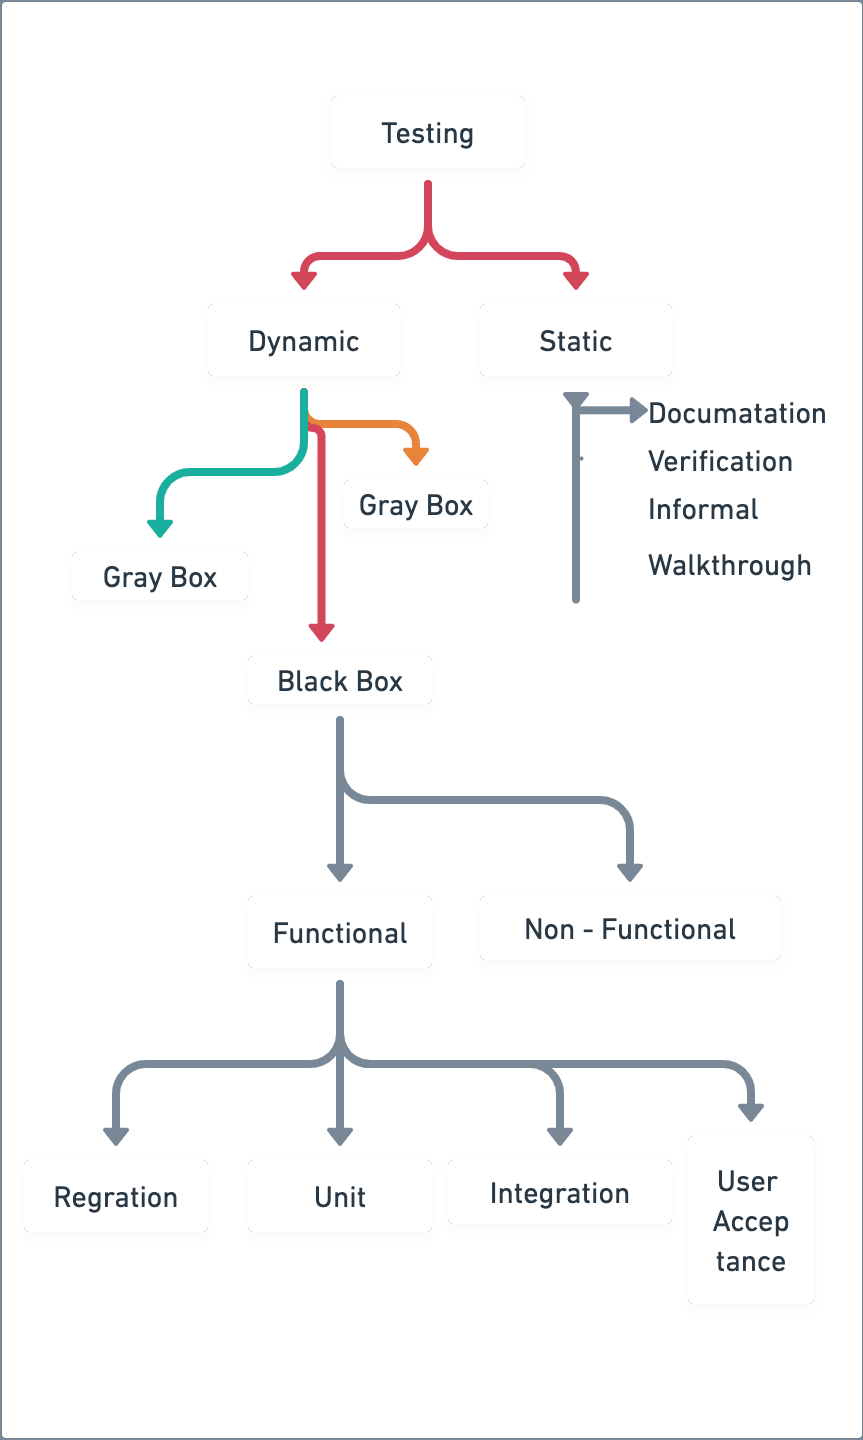 Testing
Dynamic
Static
Documatation
Verification
Informal
Walkthrough
Gray Box
Gray Box
Black Box
Functional
Non - Functional
Regration
Unit
Integration
User
Accep
tance